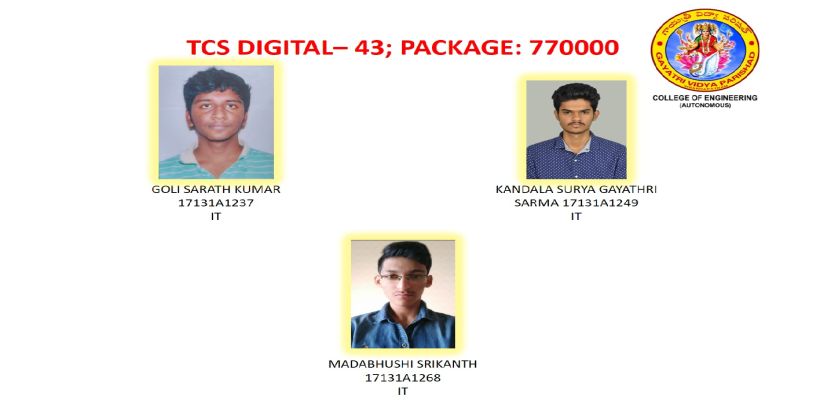 TCS DIGITAL– 43; PACKAGE: 770000
GAYATRI VIDYA PARISHAD
COLLEGE OF ENGINEERING
(AUTONOMOUS)
GOLI SARATH KUMAR
17131A1237
IT
KANDALA SURYA GAYATHRI
SARMA 17131A1249
IT
MADABHUSHI SRIKANTH
17131A1268
IT